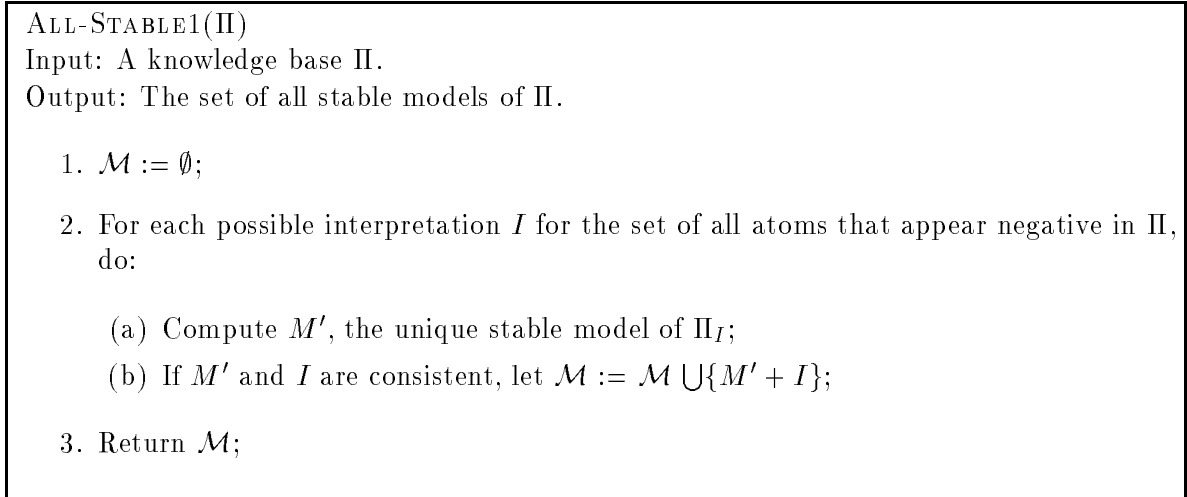 ALL-STABLE1(Π)
Input: A knowledge base Π.
Output: The set of all stable models of Π.
1. ℳ := ∅;
2. For each possible interpretation I for the set of all atoms that appear negative in Π,
do:
(a) Compute M′, the unique stable model of Π_I;
(b) If M′ and I are consistent, let ℳ := ℳ ⋃{M′ + I};
3. Return ℳ;